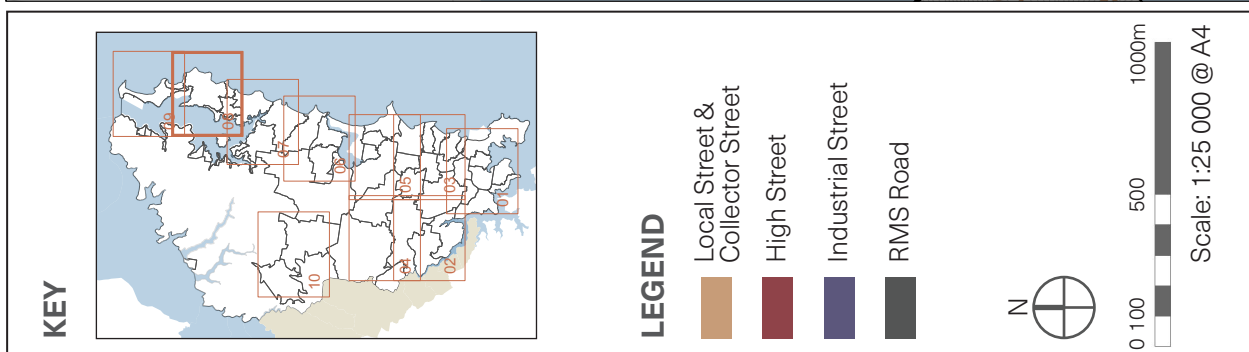 KEY
09
08
07
06
05
03
01
04
02
10
LEGEND
Local Street &
Collector Street
High Street
Industrial Street
RMS Road
N
0 100 500 1000m
Scale: 1:25 000 @ A4